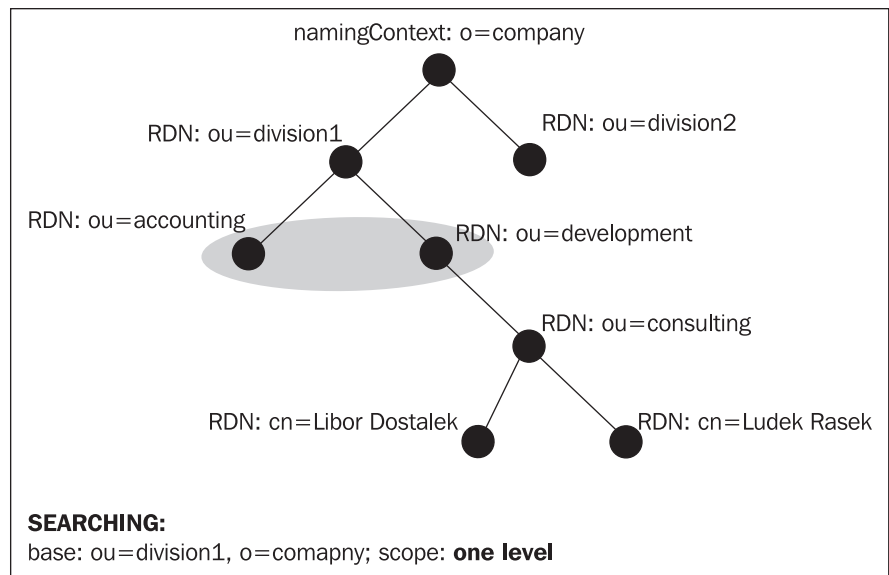 namingContext: o=company
RDN: ou=division1
RDN: ou=division2
RDN: ou=accounting
RDN: ou=development
RDN: ou=consulting
RDN: cn=Libor Dostalek
RDN: cn=Ludek Rasek
SEARCHING:
base: ou=division1, o=comapny; scope: one level